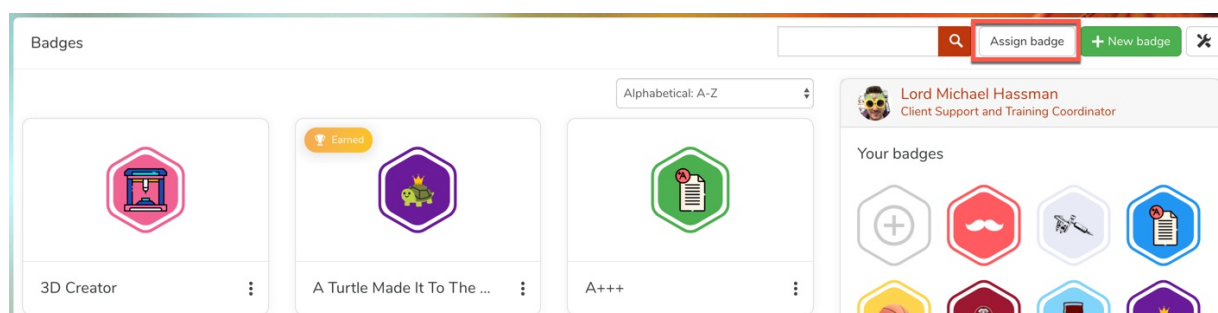 Badges
Assign badge
+ New badge
Alphabetical: A-Z
Lord Michael Hassman
Client Support and Training Coordinator
Earned
Your badges
3D Creator
A Turtle Made It To The ...
A+++